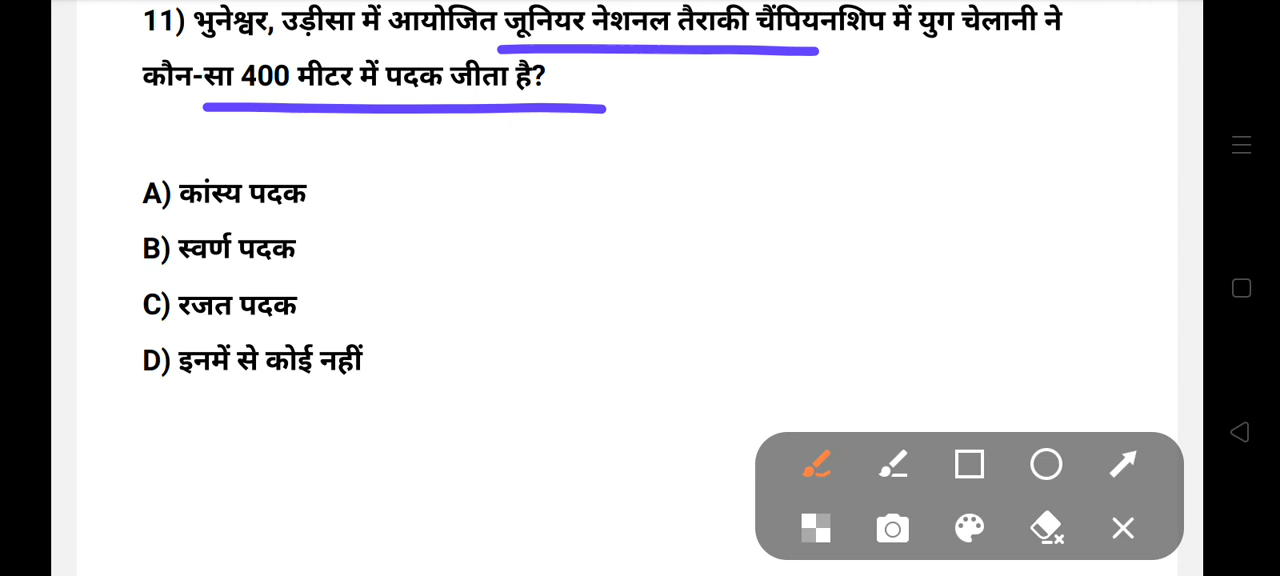 11) भुनेश्वर, उड़ीसा में आयोजित जूनियर नेशनल तैराकी चैंपियनशिप में युग चेलानी ने
कौन-सा 400 मीटर में पदक जीता है?
A) कांस्य पदक
B) स्वर्ण पदक
C) रजत पदक
D) इनमें से कोई नहीं